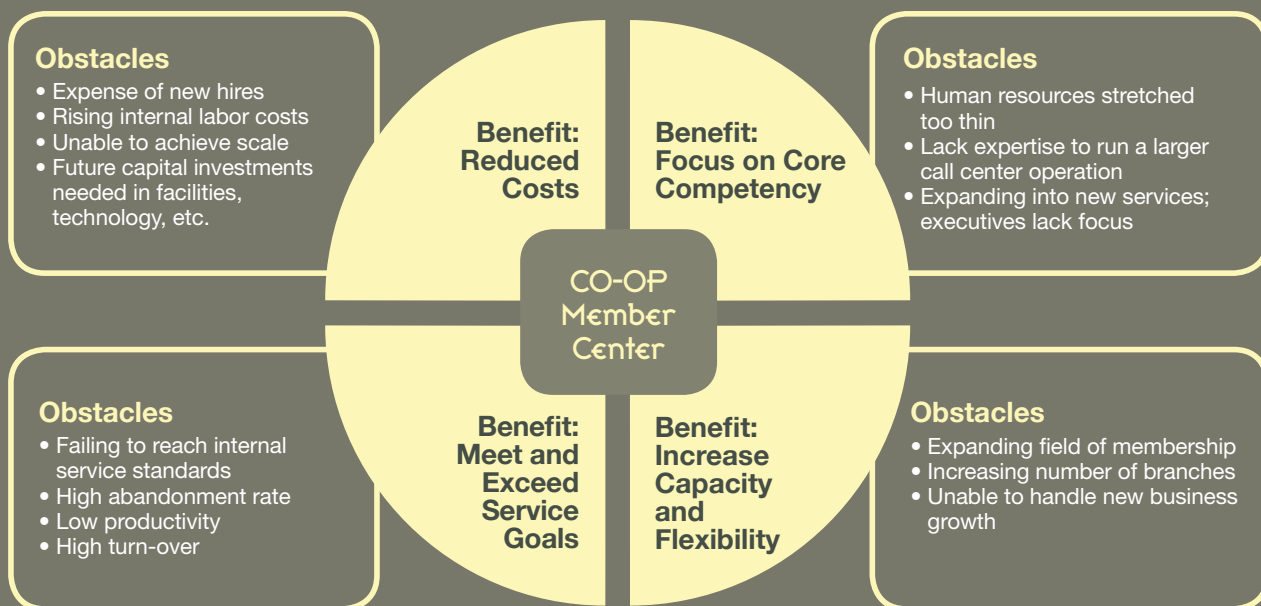 Obstacles
• Expense of new hires
• Rising internal labor costs
• Unable to achieve scale
• Future capital investments
needed in facilities,
technology, etc.
Benefit:
Reduced
Costs
Benefit:
Focus on Core
Competency
Obstacles
• Human resources stretched
too thin
• Lack expertise to run a larger
call center operation
• Expanding into new services;
executives lack focus
CO-OP
Member
Center
Obstacles
• Failing to reach internal
service standards
• High abandonment rate
• Low productivity
• High turn-over
Benefit:
Meet and
Exceed
Service
Goals
Benefit:
Increase
Capacity
and
Flexibility
Obstacles
• Expanding field of membership
• Increasing number of branches
• Unable to handle new business
growth